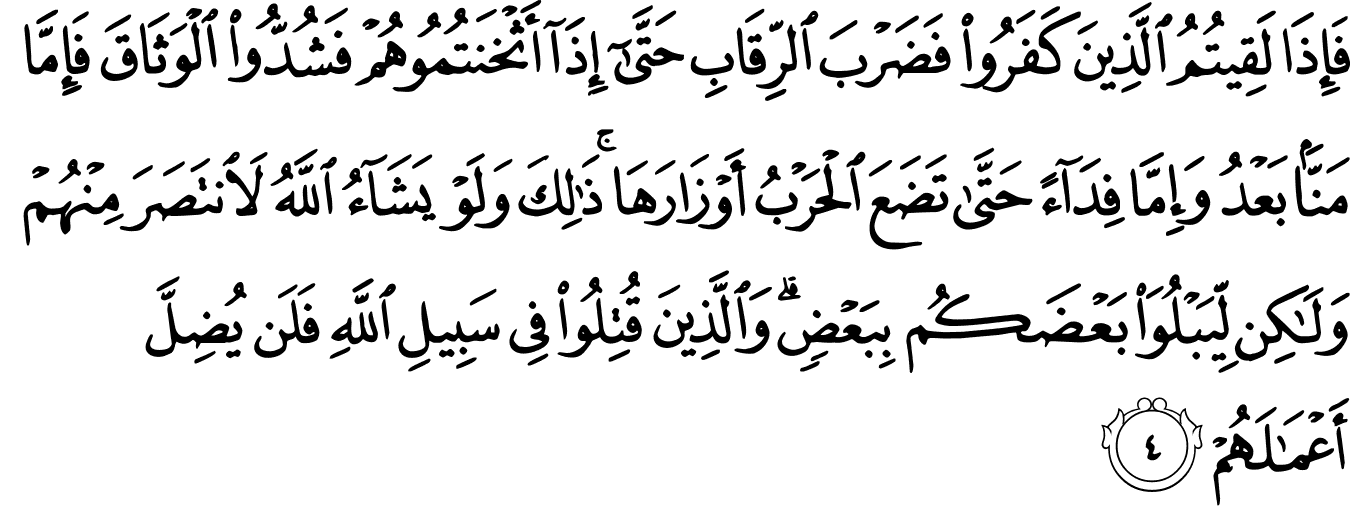 فَإِذَا لَقِيتُمُ ٱلَّذِينَ كَفَرُوا۟ فَضَرْبَ ٱلرِّقَابِ حَتَّىٰٓ إِذَآ أَثْخَنتُمُوهُمْ فَشُدُّوا۟ ٱلْوَثَاقَ فَإِمَّا
مَنًّۢا بَعْدُ وَإِمَّا فِدَآءً حَتَّىٰ تَضَعَ ٱلْحَرْبُ أَوْزَارَهَا ۚ ذَٰلِكَ وَلَوْ يَشَآءُ ٱللَّهُ لَٱنتَصَرَ مِنْهُمْ
وَلَٰكِن لِّيَبْلُوَا۟ بَعْضَكُم بِبَعْضٍ ۗ وَٱلَّذِينَ قُتِلُوا۟ فِى سَبِيلِ ٱللَّهِ فَلَن يُضِلَّ
أَعْمَٰلَهُمْ ٤